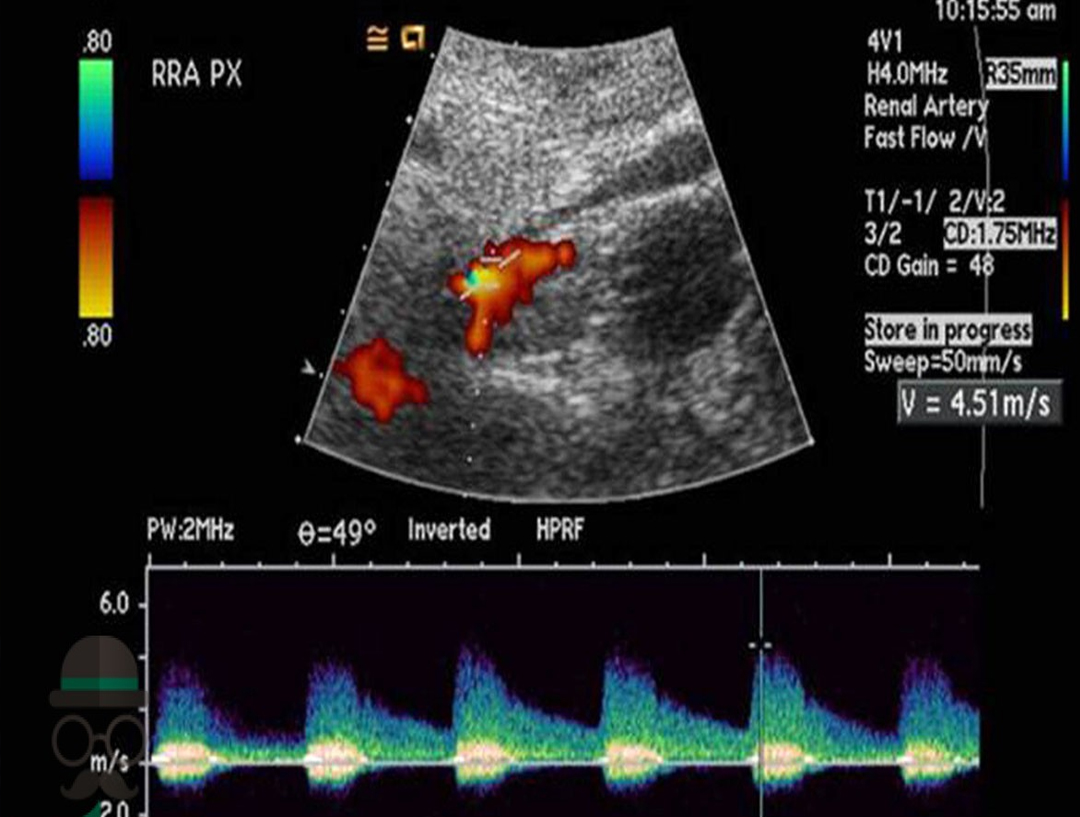 10:15:55 am
.80
RRA PX
4V1
H4.0MHz R35mm
Renal Artery
Fast Flow /V
T1/-1/ 2/V:2
3/2 CD:1.75MHz
CD Gain = 48
.80
Store in progress
Sweep=50mm/s
V = 4.51m/s
PW:2MHz θ=49° Inverted HPRF
6.0
m/s
2.0